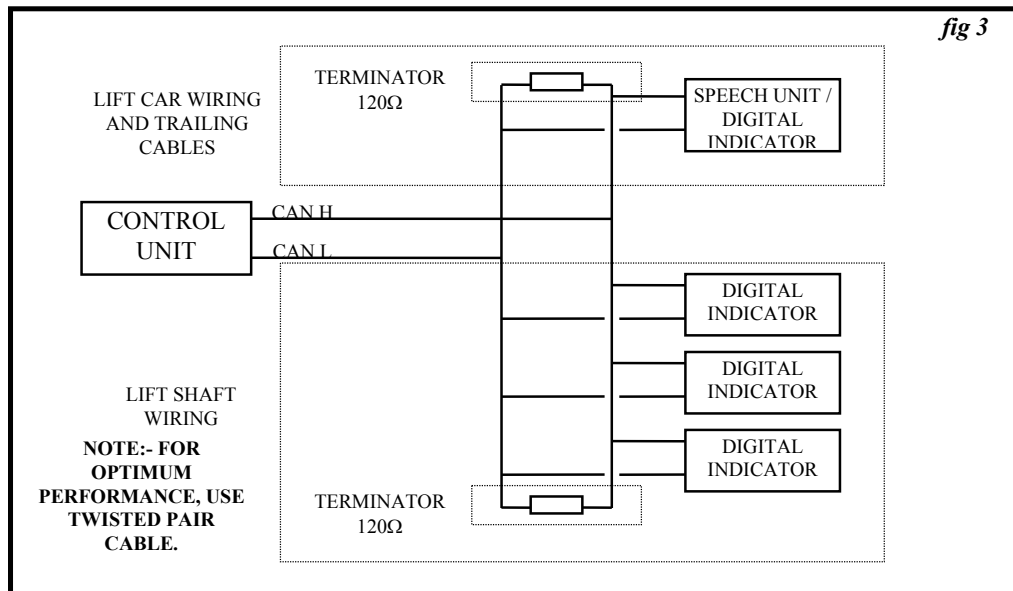 fig 3
TERMINATOR
120Ω
LIFT CAR WIRING
AND TRAILING
CABLES
SPEECH UNIT /
DIGITAL
INDICATOR
CONTROL
UNIT
CAN H
CAN L
DIGITAL
INDICATOR
DIGITAL
INDICATOR
DIGITAL
INDICATOR
LIFT SHAFT
WIRING
NOTE:- FOR
OPTIMUM
PERFORMANCE, USE
TWISTED PAIR
CABLE.
TERMINATOR
120Ω